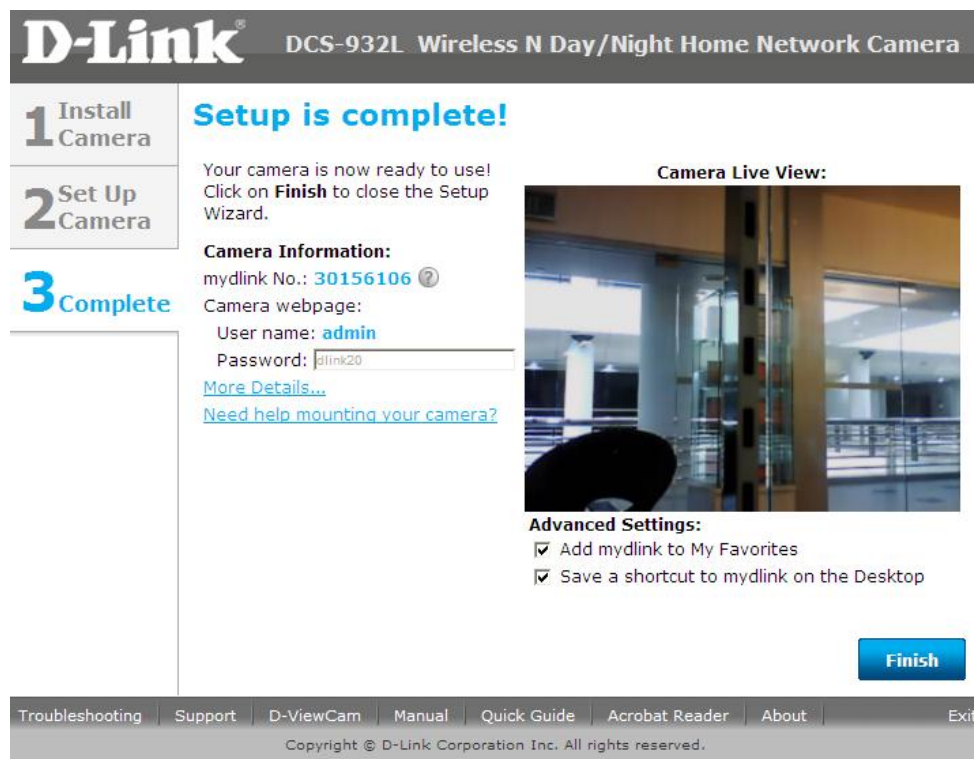 D-Link®
DCS-932L Wireless N Day/Night Home Network Camera
1 Install
Camera
2 Set Up
Camera
3 Complete
Setup is complete!
Your camera is now ready to use!
Click on Finish to close the Setup
Wizard.
Camera Information:
mydlink No.: 30156106 ?
Camera webpage:
User name: admin
Password: dlink20
More Details...
Need help mounting your camera?
Camera Live View:
Advanced Settings:
Add mydlink to My Favorites
Save a shortcut to mydlink on the Desktop
Finish
Troubleshooting Support D-ViewCam Manual Quick Guide Acrobat Reader About Exit
Copyright © D-Link Corporation Inc. All rights reserved.